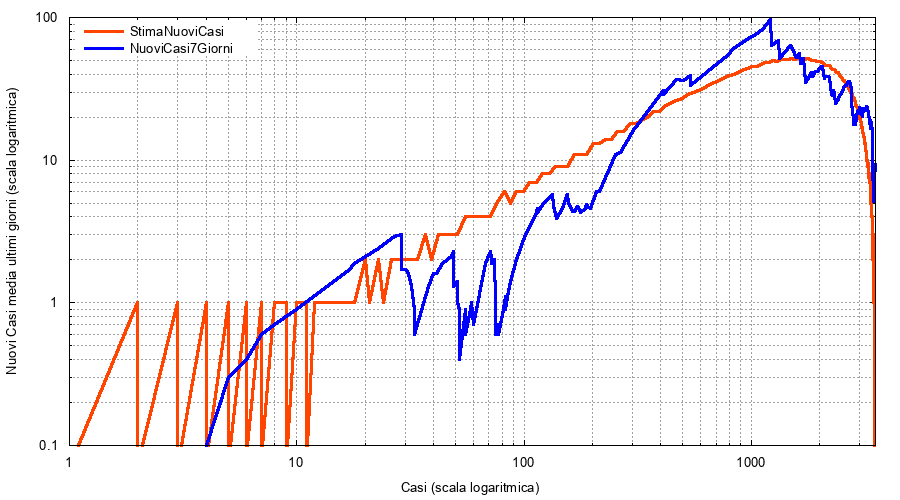 100
StimaNuoviCasi
NuoviCasi7Giorni
Nuovi Casi media ultimi giorni (scala logaritmica)
10
1
0.1
1
10
100
1000
Casi (scala logaritmica)